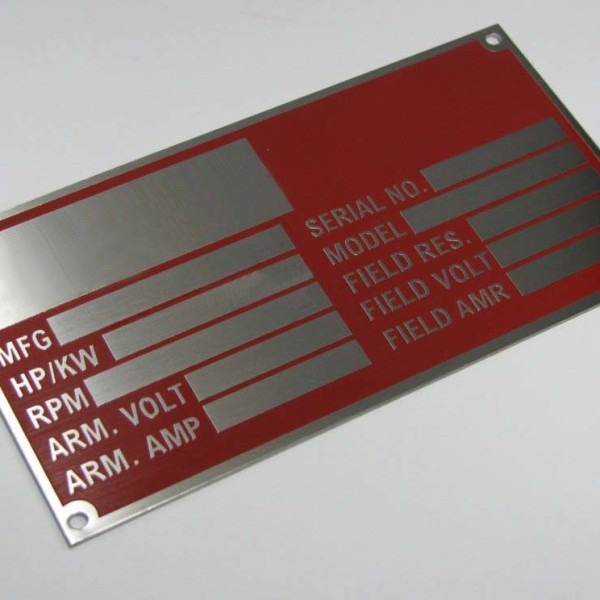 MFG
HP/KW
RPM
ARM. VOLT
ARM. AMP
SERIAL NO.
MODEL
FIELD RES.
FIELD VOLT
FIELD AMR